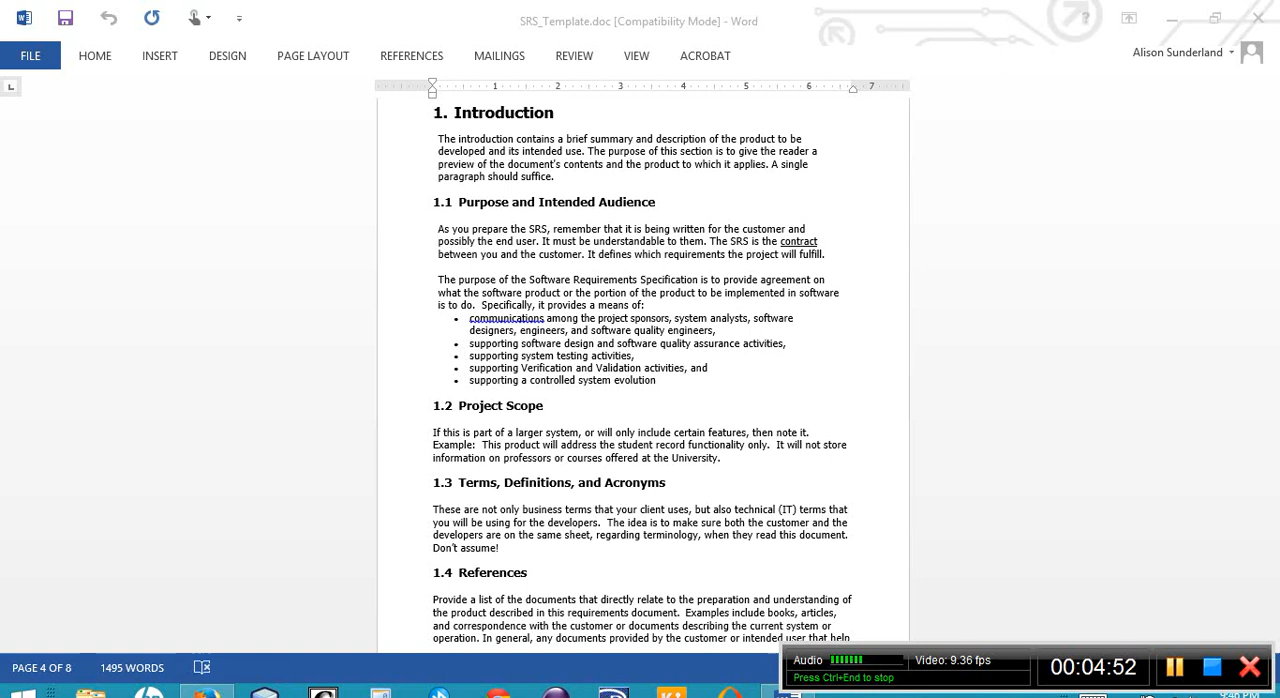 SRS_Template.doc [Compatibility Mode] - Word
?
FILE HOME INSERT DESIGN PAGE LAYOUT REFERENCES MAILINGS REVIEW VIEW ACROBAT
Alison Sunderland
1 2 3 4 5 6 7
1. Introduction
The introduction contains a brief summary and description of the product to be
developed and its intended use. The purpose of this section is to give the reader a
preview of the document's contents and the product to which it applies. A single
paragraph should suffice.
1.1 Purpose and Intended Audience
As you prepare the SRS, remember that it is being written for the customer and
possibly the end user. It must be understandable to them. The SRS is the contract
between you and the customer. It defines which requirements the project will fulfill.
The purpose of the Software Requirements Specification is to provide agreement on
what the software product or the portion of the product to be implemented in software
is to do. Specifically, it provides a means of:
• communications among the project sponsors, system analysts, software
designers, engineers, and software quality engineers,
• supporting software design and software quality assurance activities,
• supporting system testing activities,
• supporting Verification and Validation activities, and
• supporting a controlled system evolution
1.2 Project Scope
If this is part of a larger system, or will only include certain features, then note it.
Example: This product will address the student record functionality only. It will not store
information on professors or courses offered at the University.
1.3 Terms, Definitions, and Acronyms
These are not only business terms that your client uses, but also technical (IT) terms that
you will be using for the developers. The idea is to make sure both the customer and the
developers are on the same sheet, regarding terminology, when they read this document.
Don't assume!
1.4 References
Provide a list of the documents that directly relate to the preparation and understanding of
the product described in this requirements document. Examples include books, articles,
and correspondence with the customer or documents describing the current system or
operation. In general, any documents provided by the customer or intended user that help
PAGE 4 OF 8 1495 WORDS
Audio Video: 9.36 fps
00:04:52
Press Ctrl+End to stop